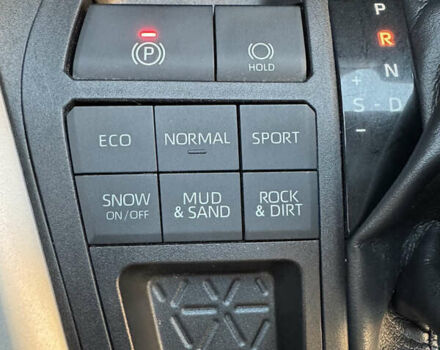 P
(P)
HOLD
R
N
+
S - D
-
ECO
NORMAL
SPORT
SNOW
ON/OFF
MUD
& SAND
ROCK
& DIRT